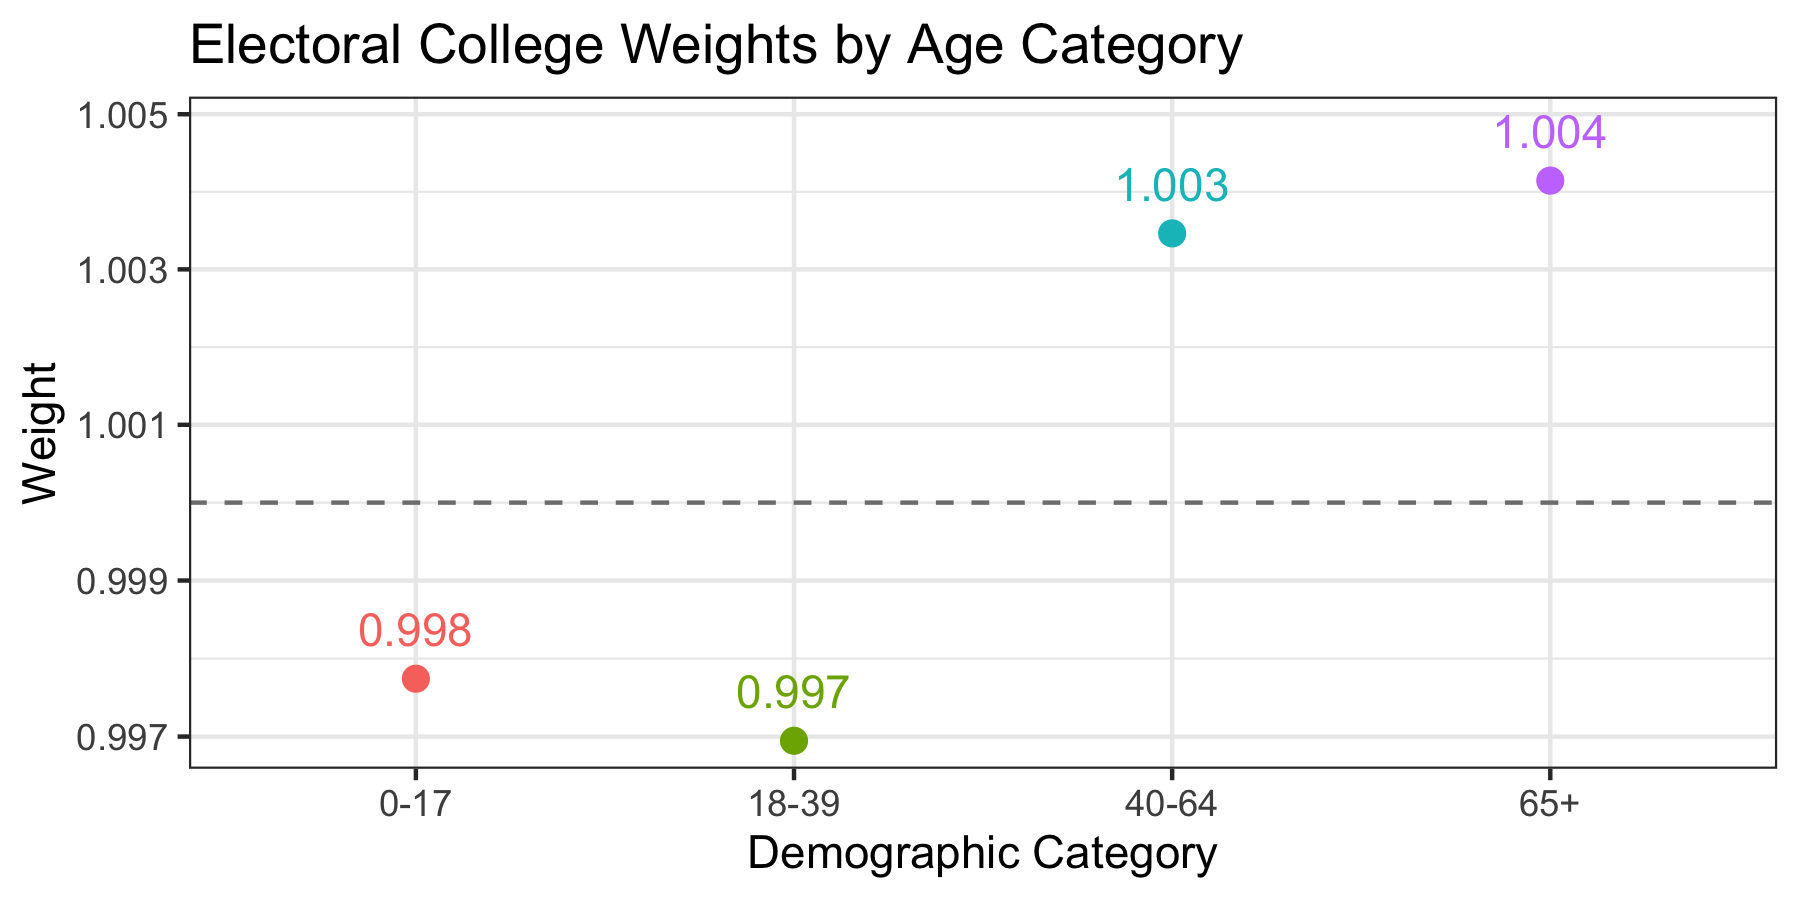 Electoral College Weights by Age Category
1.005
1.004
1.003
1.003
1.001
Weight
0.999
0.998
0.997
0.997
0-17 18-39 40-64 65+
Demographic Category